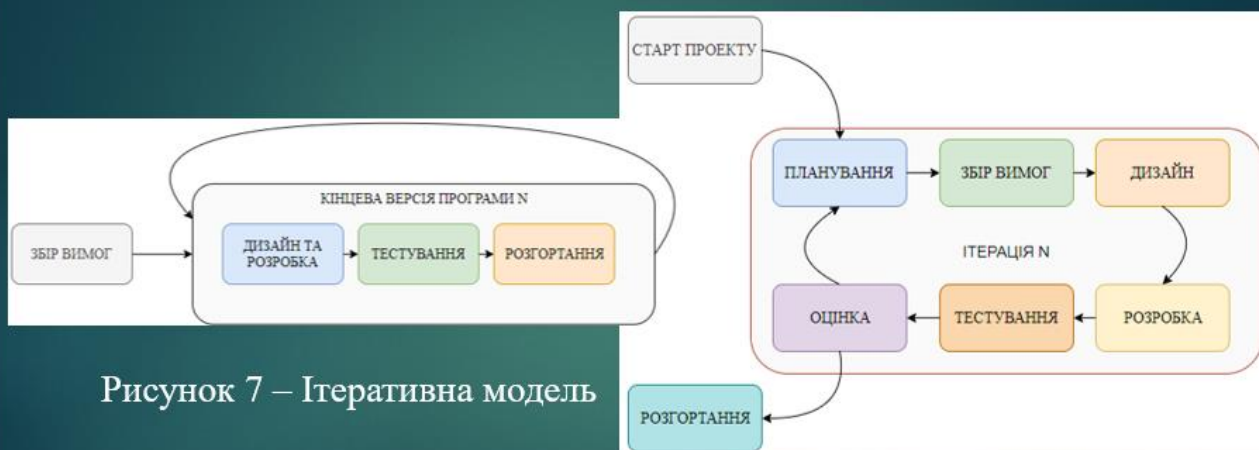 ЗБІР ВИМОГ
КІНЦЕВА ВЕРСІЯ ПРОГРАМИ N
ДИЗАЙН ТА
РОЗРОБКА
ТЕСТУВАННЯ
РОЗГОРТАННЯ
Рисунок 7 – Ітеративна модель
СТАРТ ПРОЕКТУ
ПЛАНУВАННЯ
ЗБІР ВИМОГ
ДИЗАЙН
ІТЕРАЦІЯ N
ОЦІНКА
ТЕСТУВАННЯ
РОЗРОБКА
РОЗГОРТАННЯ